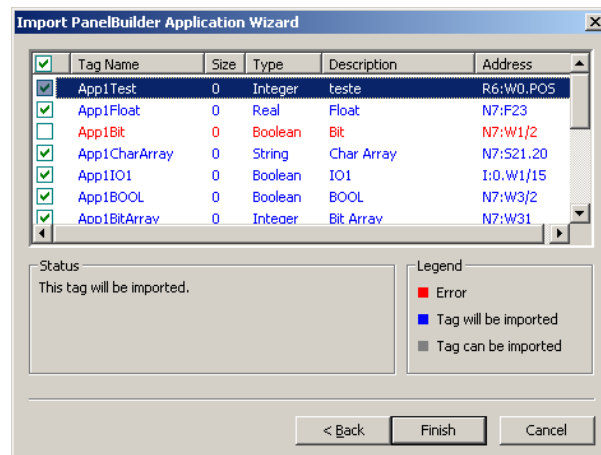 Import PanelBuilder Application Wizard
Tag Name Size Type Description Address
App1Test 0 Integer teste R6:W0.POS
App1Float 0 Real Float N7:F23
App1Bit 0 Boolean Bit N7:W1/2
App1CharArray 0 String Char Array N7:S21.20
App1IO1 0 Boolean IO1 I:0.W1/15
App1BOOL 0 Boolean BOOL N7:W3/2
App1BitArray 0 Integer Bit Array N7:W31
Status
This tag will be imported.
Legend
Error
Tag will be imported
Tag can be imported
< Back Finish Cancel